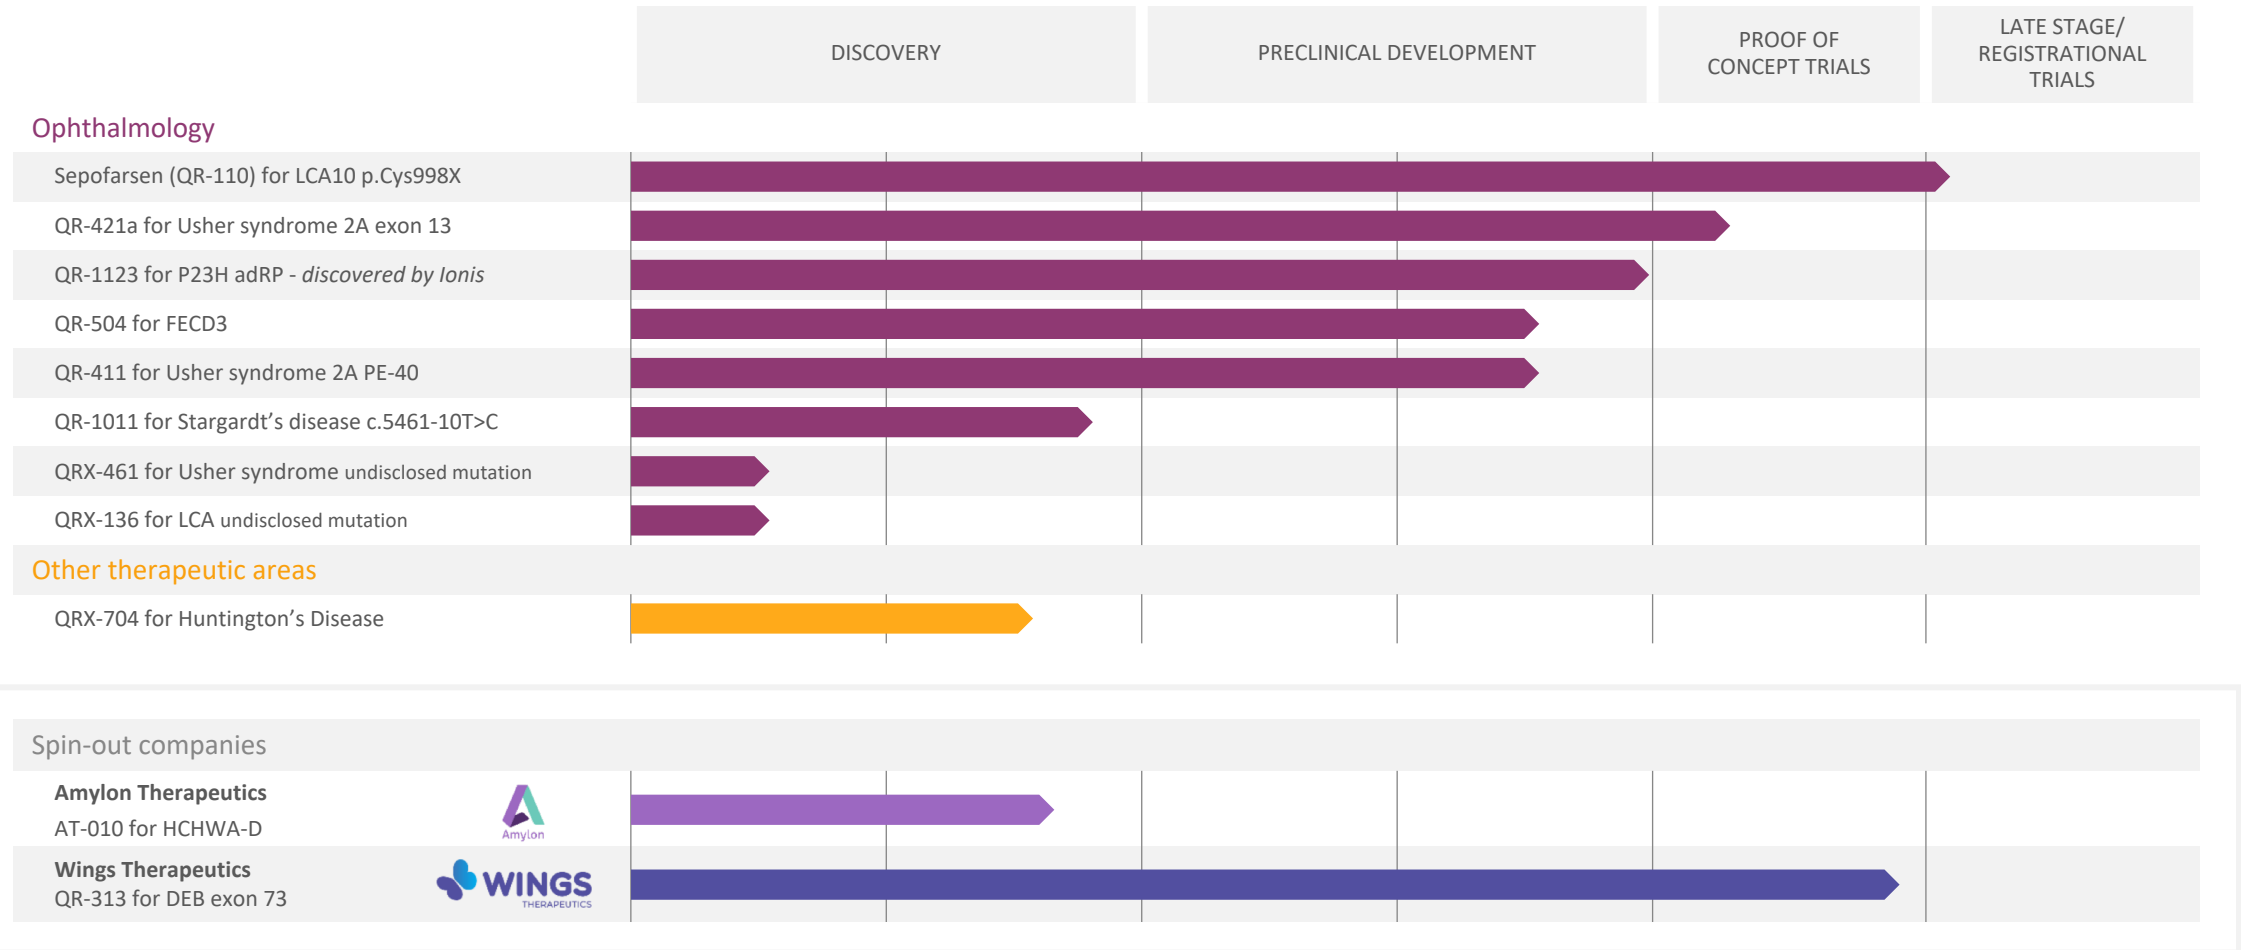 DISCOVERY
PRECLINICAL DEVELOPMENT
PROOF OF
CONCEPT TRIALS
LATE STAGE/
REGISTRATIONAL
TRIALS
Ophthalmology
Sepofarsen (QR-110) for LCA10 p.Cys998X
QR-421a for Usher syndrome 2A exon 13
QR-1123 for P23H adRP - discovered by Ionis
QR-504 for FECD3
QR-411 for Usher syndrome 2A PE-40
QR-1011 for Stargardt’s disease c.5461-10T>C
QRX-461 for Usher syndrome undisclosed mutation
QRX-136 for LCA undisclosed mutation
Other therapeutic areas
QRX-704 for Huntington’s Disease
Spin-out companies
Amylon Therapeutics
AT-010 for HCHWA-D
Amylon
Wings Therapeutics
QR-313 for DEB exon 73
WINGS
THERAPEUTICS